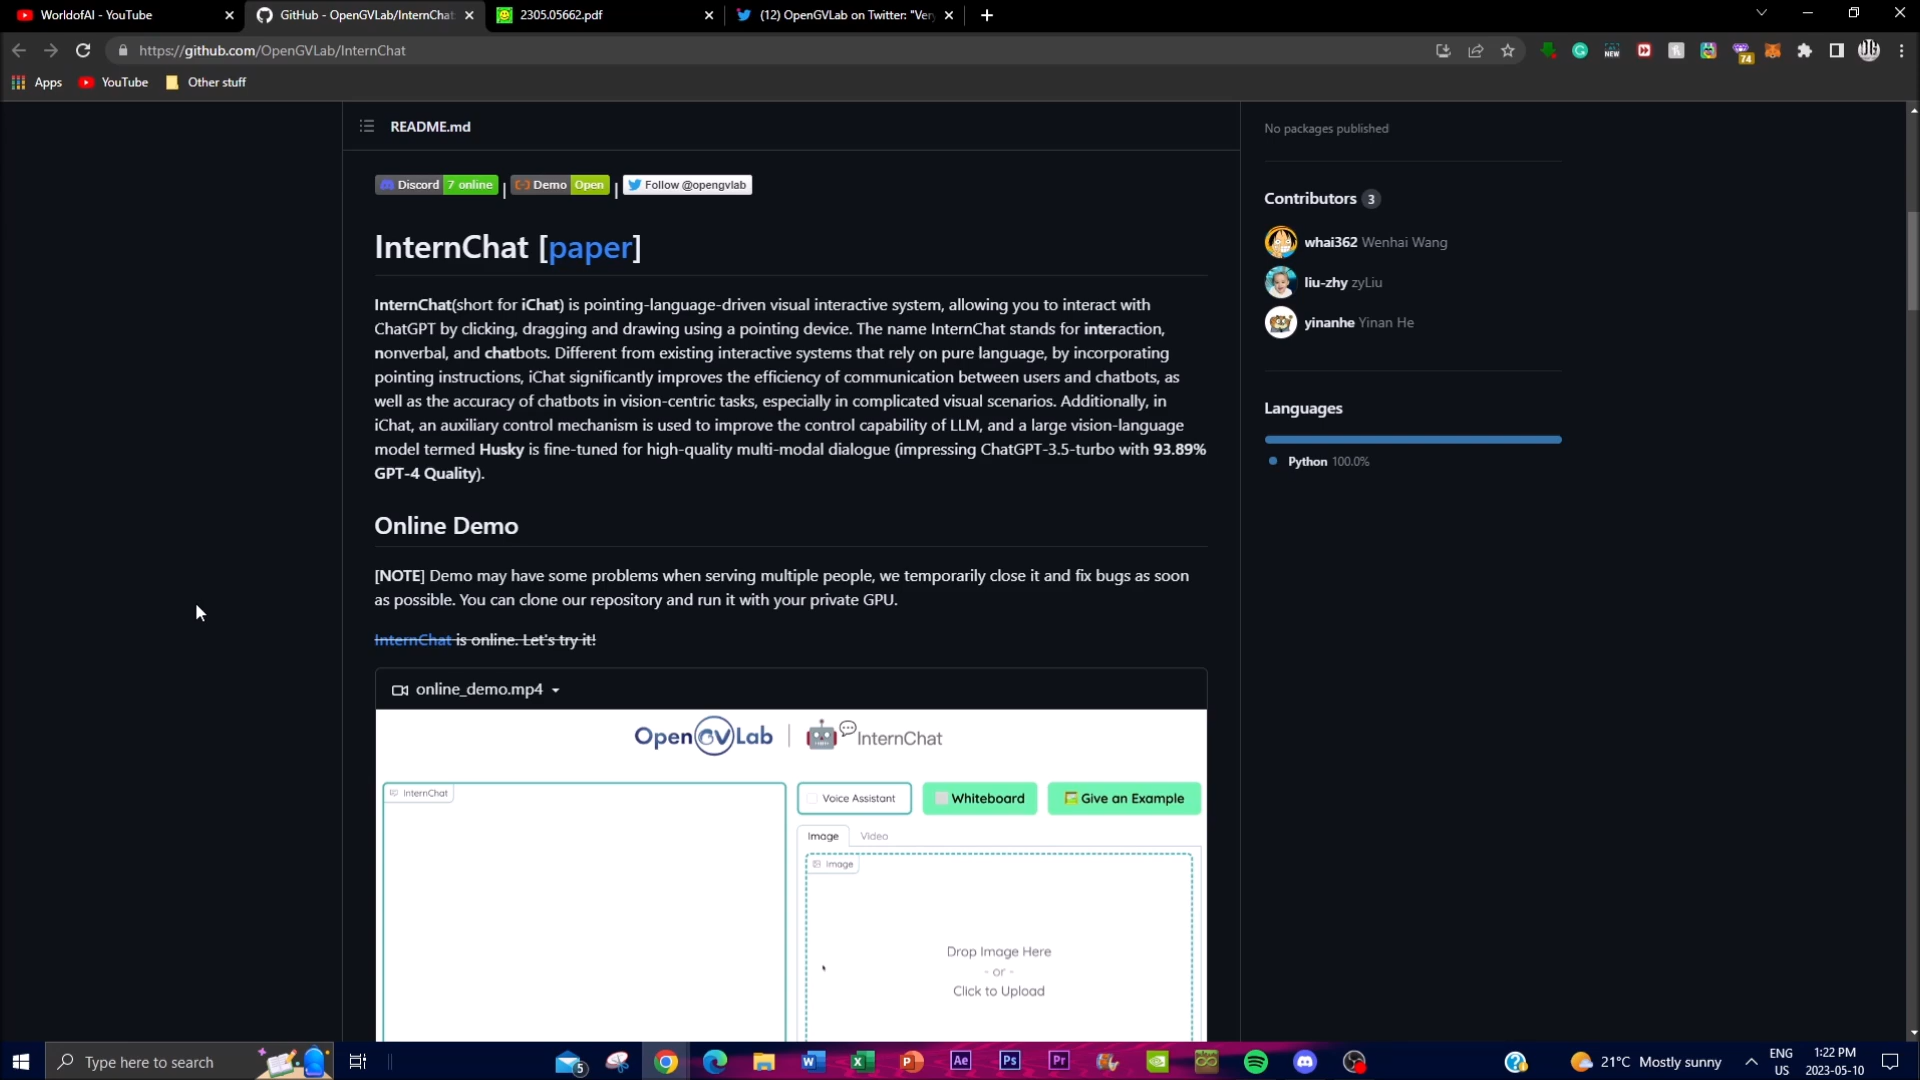 WorldofAI - YouTube
GitHub - OpenGVLab/InternChat
2305.05662.pdf
(12) OpenGVLab on Twitter: "Very
https://github.com/OpenGVLab/InternChat
NEW
74
Apps
YouTube
Other stuff
README.md
No packages published
Discord 7 online | Demo Open | Follow @opengvlab
Contributors 3
InternChat [paper]
whai362 Wenhai Wang
liu-zhy zyLiu
yinanhe Yinan He
InternChat(short for iChat) is pointing-language-driven visual interactive system, allowing you to interact with
ChatGPT by clicking, dragging and drawing using a pointing device. The name InternChat stands for interaction,
nonverbal, and chatbots. Different from existing interactive systems that rely on pure language, by incorporating
pointing instructions, iChat significantly improves the efficiency of communication between users and chatbots, as
well as the accuracy of chatbots in vision-centric tasks, especially in complicated visual scenarios. Additionally, in
iChat, an auxiliary control mechanism is used to improve the control capability of LLM, and a large vision-language
model termed Husky is fine-tuned for high-quality multi-modal dialogue (impressing ChatGPT-3.5-turbo with 93.89%
GPT-4 Quality).
Languages
Python 100.0%
Online Demo
[NOTE] Demo may have some problems when serving multiple people, we temporarily close it and fix bugs as soon
as possible. You can clone our repository and run it with your private GPU.
InternChat is online. Let's try it!
online_demo.mp4
OpenGVLab | InternChat
InternChat
Voice Assistant
Whiteboard
Give an Example
Image
Video
Image
Drop Image Here
- or -
Click to Upload
Type here to search
5
Ae
Ps
Pr
21°C Mostly sunny
ENG
US
1:22 PM
2023-05-10